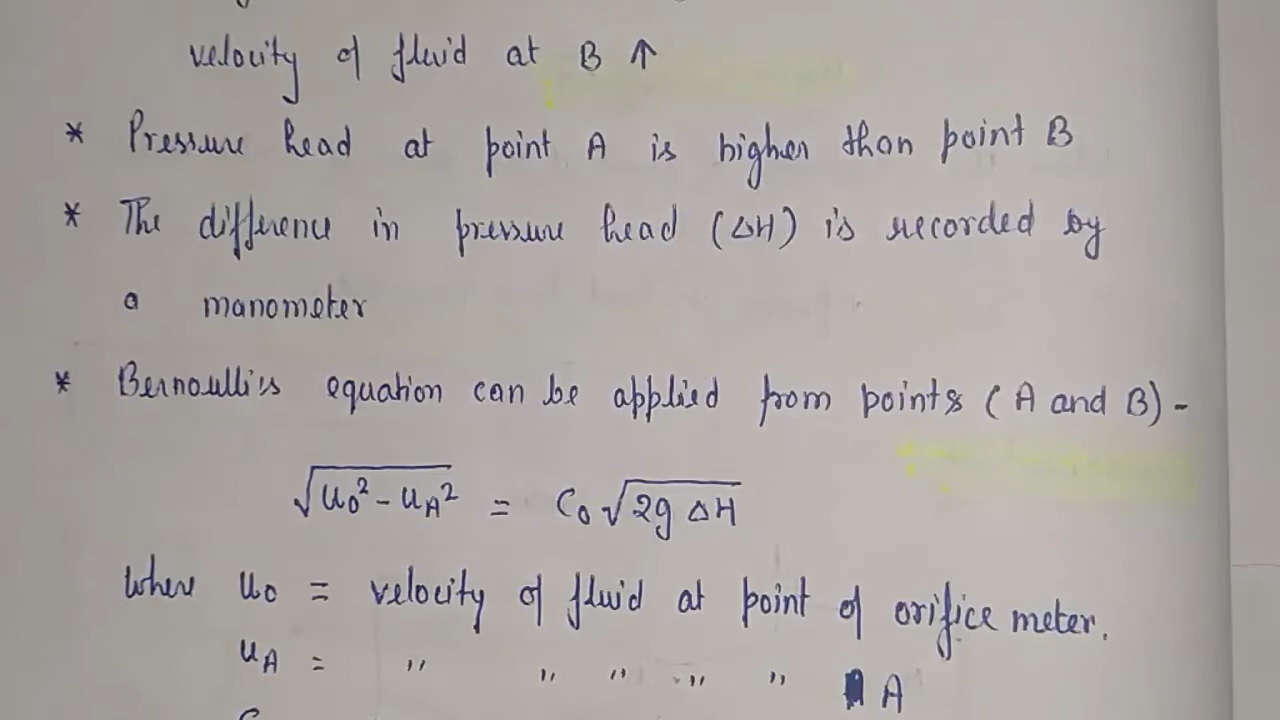 velocity of fluid at B ↑
* Pressure head at point A is higher than point B
* The difference in pressure head (ΔH) is recorded by
a manometer
* Bernoulli's equation can be applied from points (A and B) -
√(u₀² - u_A²) = C₀ √(2g ΔH)
where u₀ = velocity of fluid at point of orifice meter.
u_A = " " " " " A